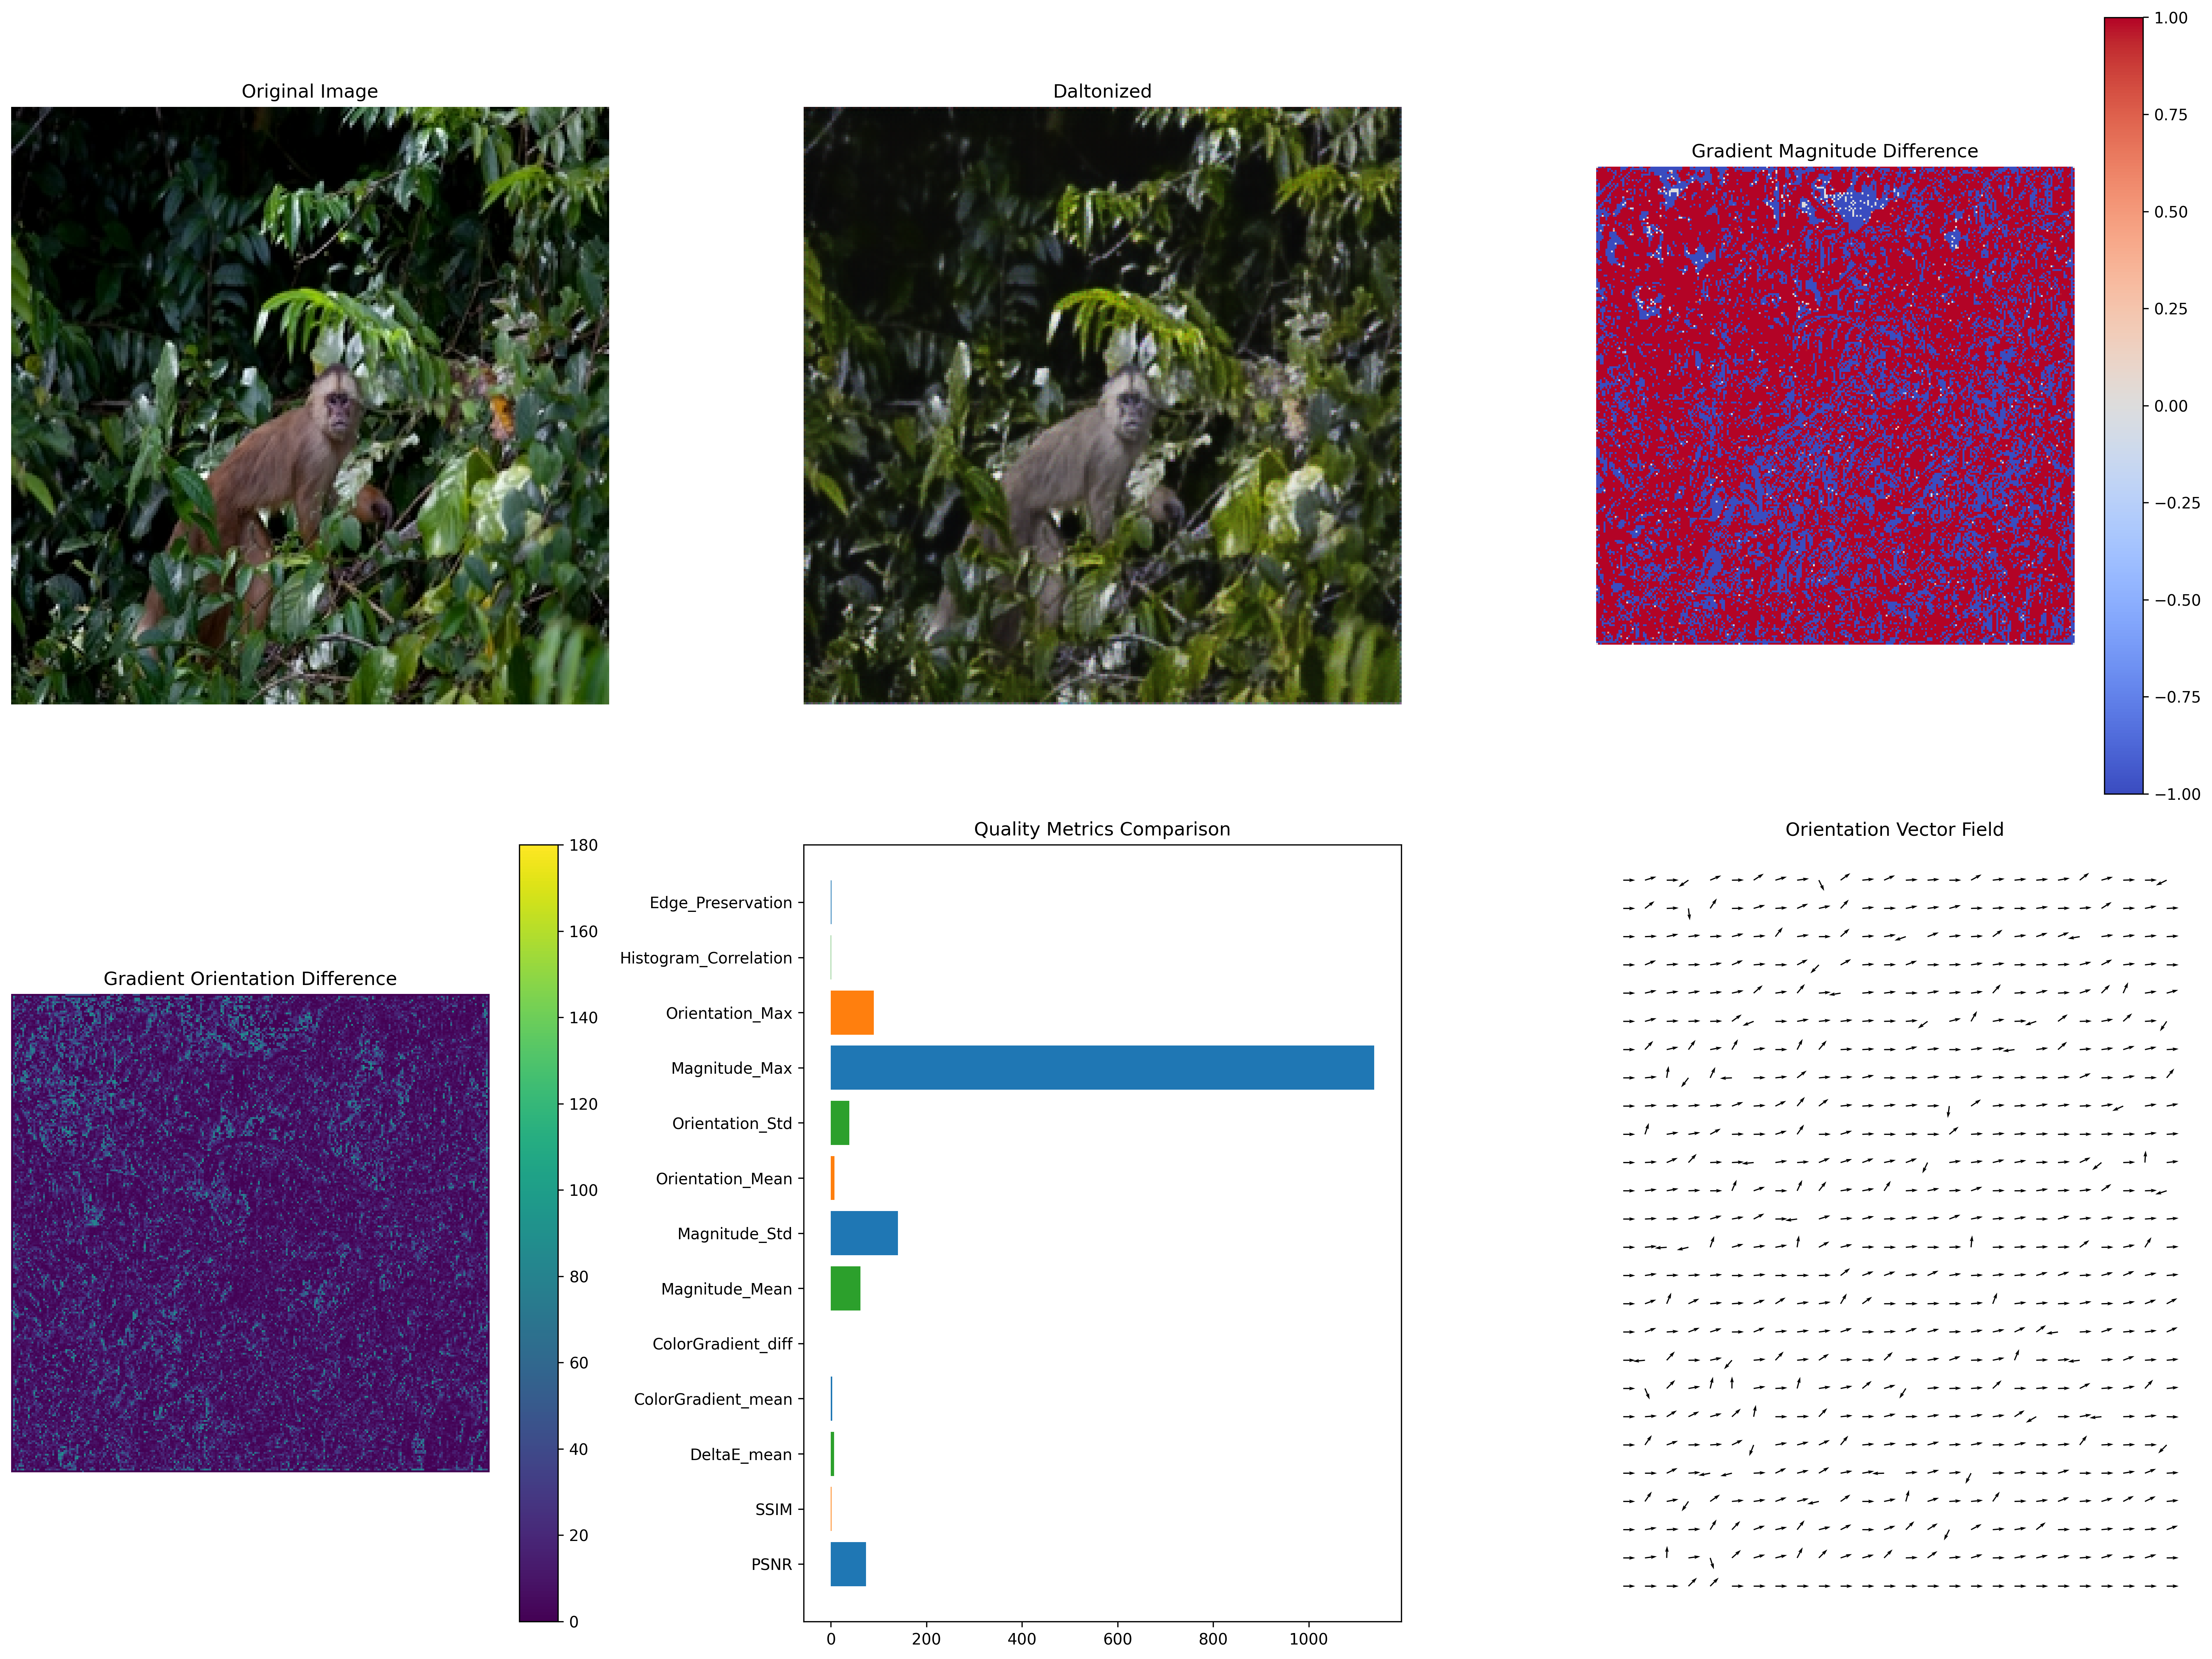 Original Image
Daltonized
Gradient Magnitude Difference
1.00
0.75
0.50
0.25
0.00
−0.25
−0.50
−0.75
−1.00
Gradient Orientation Difference
180
160
140
120
100
80
60
40
20
0
Quality Metrics Comparison
Edge_Preservation
Histogram_Correlation
Orientation_Max
Magnitude_Max
Orientation_Std
Orientation_Mean
Magnitude_Std
Magnitude_Mean
ColorGradient_diff
ColorGradient_mean
DeltaE_mean
SSIM
PSNR
0 200 400 600 800 1000
Orientation Vector Field